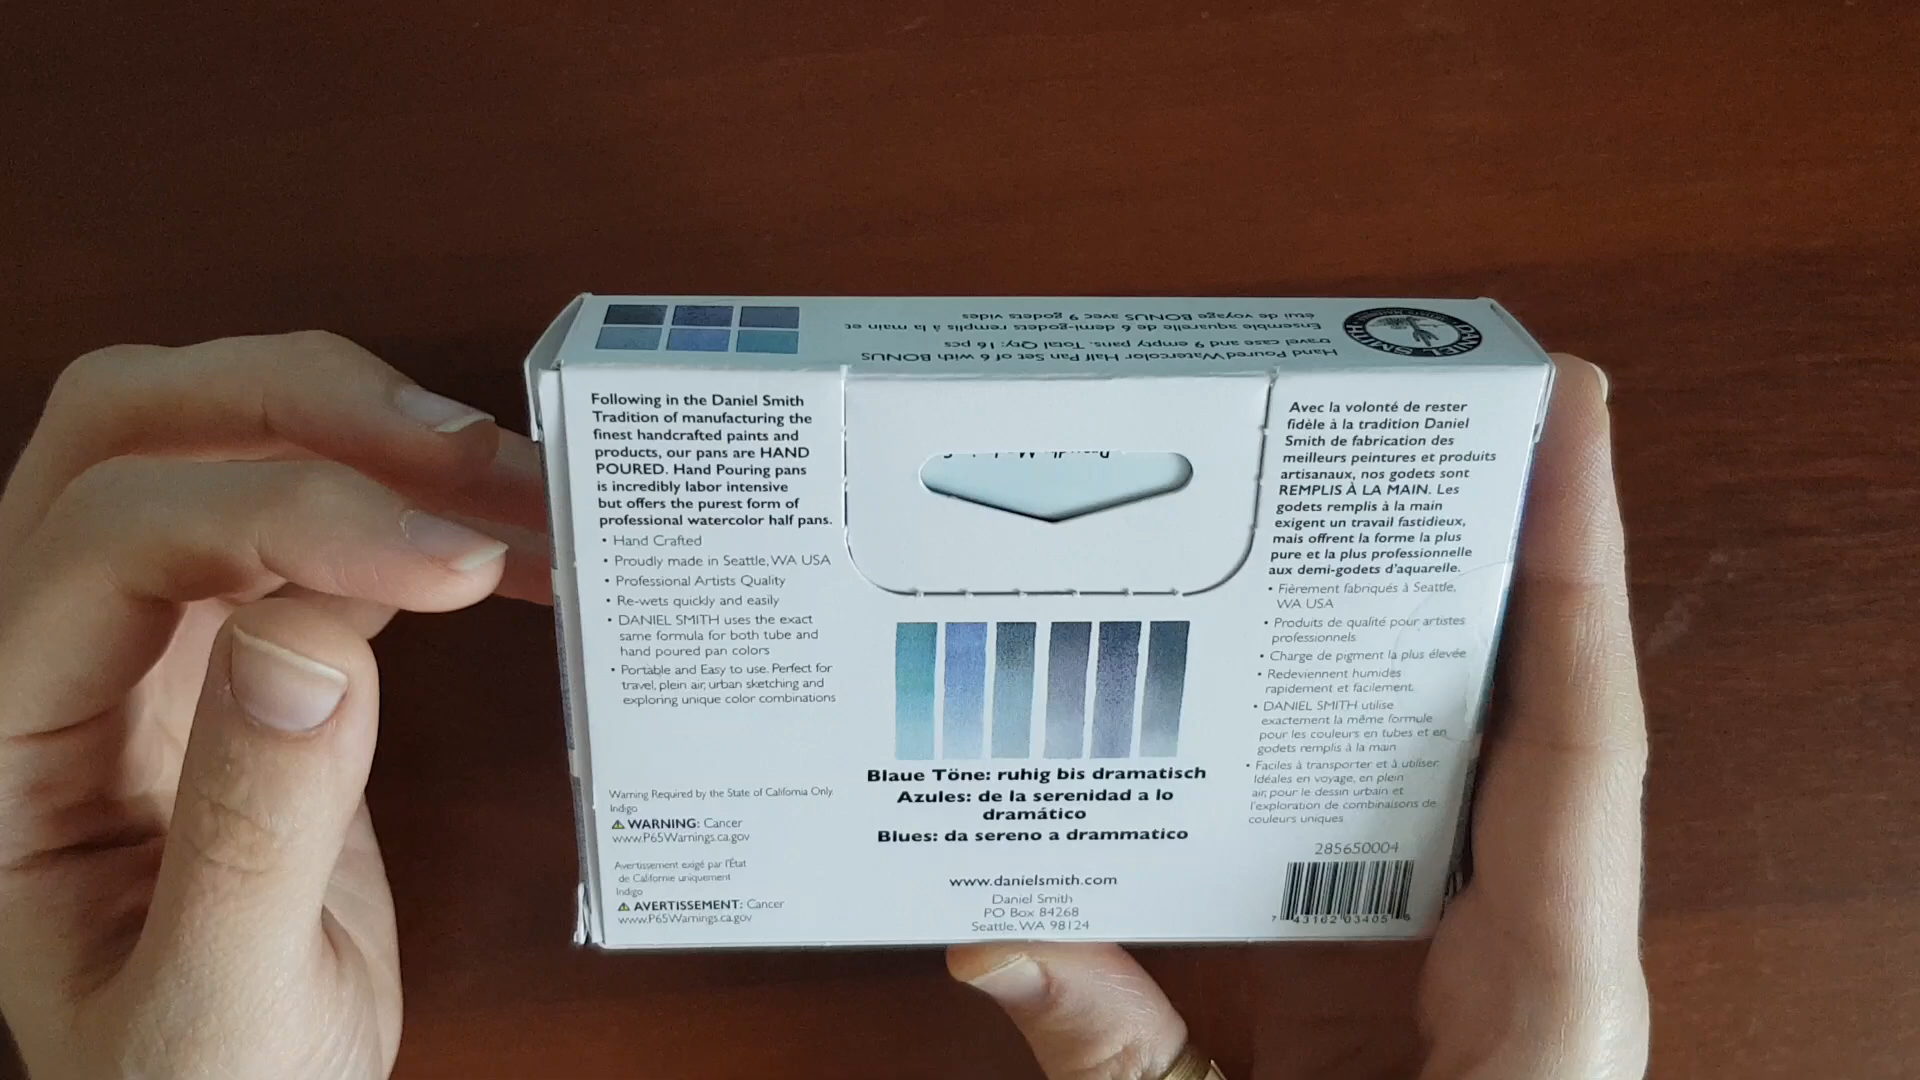 Hand Poured Watercolor Half Pan Set of 6 with BONUS
travel case and 9 empty pans. Total Qty: 16 pcs
Ensemble aquarelle de 6 demi-godets remplis à la main et
étui de voyage BONUS avec 9 godets vides
DANIEL SMITH
Following in the Daniel Smith
Tradition of manufacturing the
finest handcrafted paints and
products, our pans are HAND
POURED. Hand Pouring pans
is incredibly labor intensive
but offers the purest form of
professional watercolor half pans.
• Hand Crafted
• Proudly made in Seattle, WA USA
• Professional Artists Quality
• Re-wets quickly and easily
• DANIEL SMITH uses the exact
same formula for both tube and
hand poured pan colors
• Portable and Easy to use. Perfect for
travel, plein air, urban sketching and
exploring unique color combinations
Warning Required by the State of California Only.
Indigo
⚠ WARNING: Cancer
www.P65Warnings.ca.gov
Avertissement exigé par l'État
de Californie uniquement
Indigo
⚠ AVERTISSEMENT: Cancer
www.P65Warnings.ca.gov
Blaue Töne: ruhig bis dramatisch
Azules: de la serenidad a lo
dramático
Blues: da sereno a drammatico
www.danielsmith.com
Daniel Smith
PO Box 84268
Seattle, WA 98124
Avec la volonté de rester
fidèle à la tradition Daniel
Smith de fabrication des
meilleurs peintures et produits
artisanaux, nos godets sont
REMPLIS À LA MAIN. Les
godets remplis à la main
exigent un travail fastidieux,
mais offrent la forme la plus
pure et la plus professionnelle
aux demi-godets d'aquarelle.
• Fièrement fabriqués à Seattle,
WA USA
• Produits de qualité pour artistes
professionnels
• Charge de pigment la plus élevée
• Redeviennent humides
rapidement et facilement.
• DANIEL SMITH utilise
exactement la même formule
pour les couleurs en tubes et en
godets remplis à la main
• Faciles à transporter et à utiliser.
Idéales en voyage, en plein
air, pour le dessin urbain et
l'exploration de combinaisons de
couleurs uniques
285650004
7 43162 03405